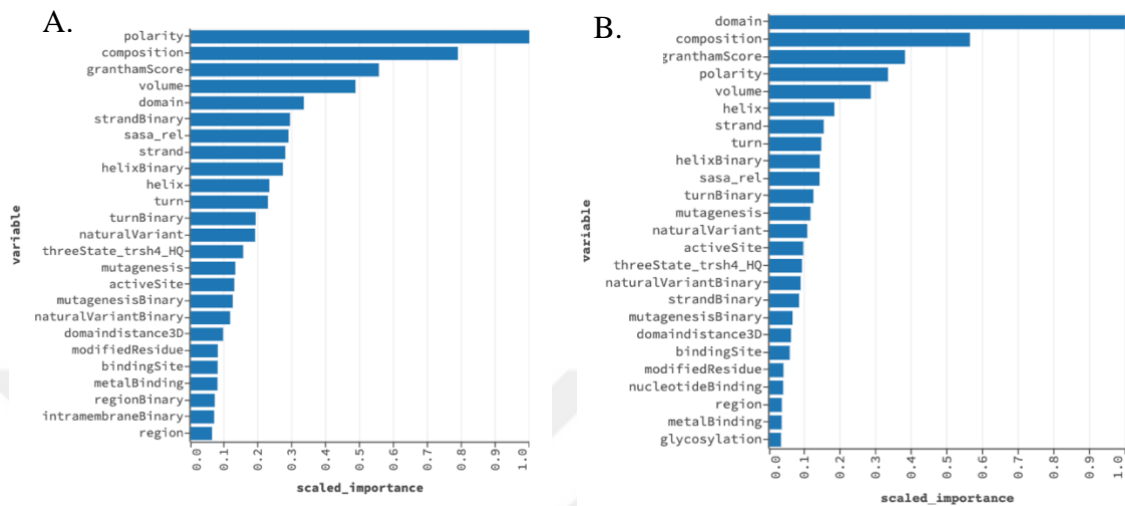 A.
polarity
composition
granthamScore
volume
domain
strandBinary
sasa_rel
strand
helixBinary
helix
turn
turnBinary
naturalVariant
threeState_trsh4_HQ
mutagenesis
activeSite
mutagenesisBinary
naturalVariantBinary
domaindistance3D
modifiedResidue
bindingSite
metalBinding
regionBinary
intramembraneBinary
region
variable
0.0 0.1 0.2 0.3 0.4 0.5 0.6 0.7 0.8 0.9 1.0
scaled_importance
B.
domain
composition
granthamScore
polarity
volume
helix
strand
turn
helixBinary
sasa_rel
turnBinary
mutagenesis
naturalVariant
activeSite
threeState_trsh4_HQ
naturalVariantBinary
strandBinary
mutagenesisBinary
domaindistance3D
bindingSite
modifiedResidue
nucleotideBinding
region
metalBinding
glycosylation
variable
0.0 0.1 0.2 0.3 0.4 0.5 0.6 0.7 0.8 0.9 1.0
scaled_importance